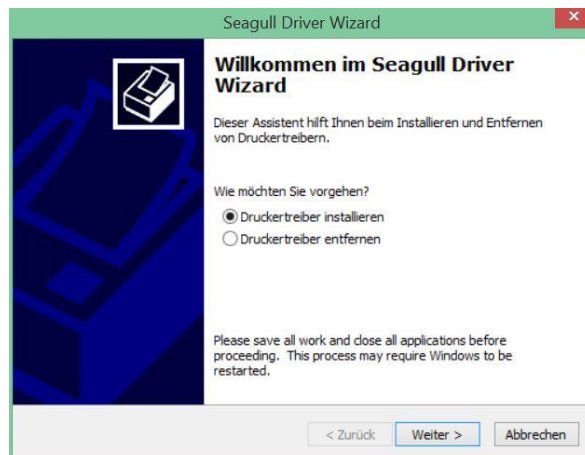 Seagull Driver Wizard
Willkommen im Seagull Driver
Wizard
Dieser Assistent hilft Ihnen beim Installieren und Entfernen
von Druckertreibern.
Wie möchten Sie vorgehen?
Druckertreiber installieren
Druckertreiber entfernen
Please save all work and close all applications before
proceeding. This process may require Windows to be
restarted.
< Zurück Weiter > Abbrechen